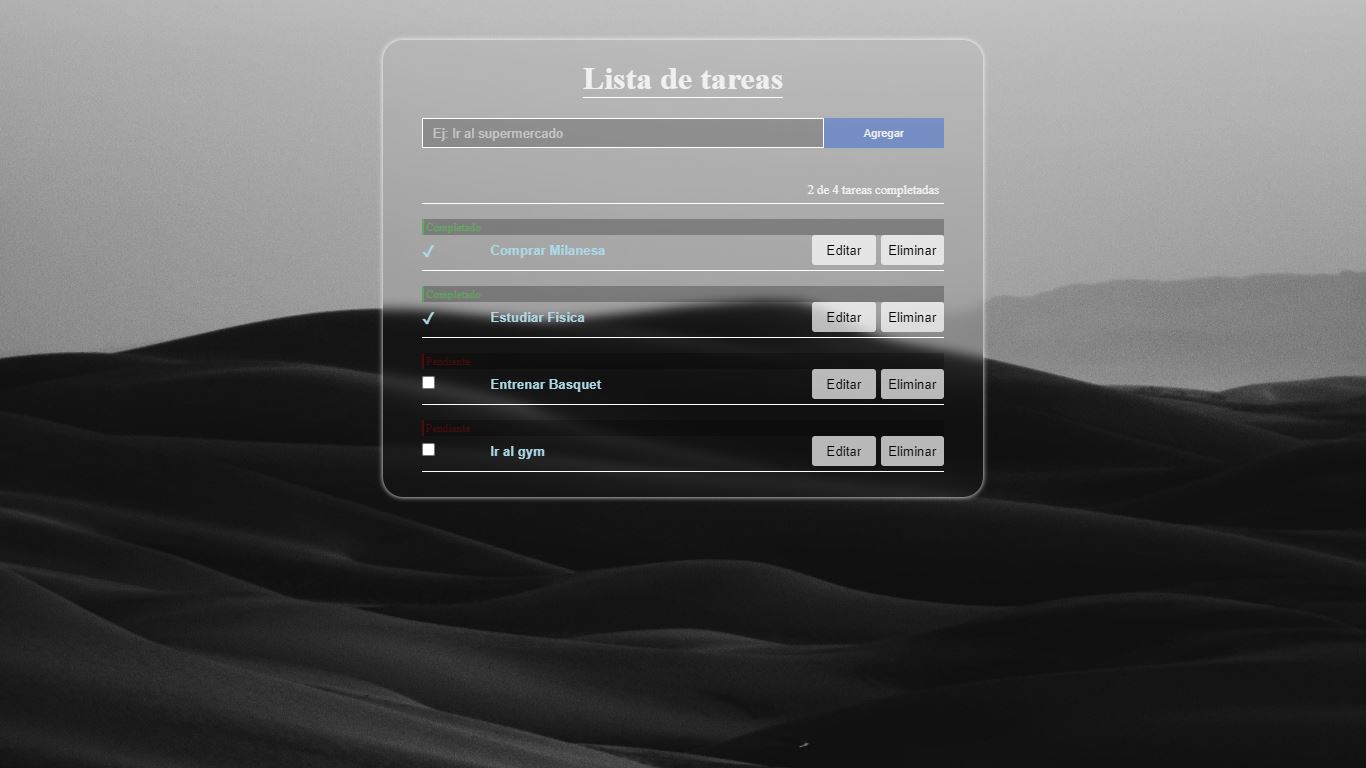 Lista de tareas
Ej: Ir al supermercado Agregar
2 de 4 tareas completadas
Completado
✓ Comprar Milanesa Editar Eliminar
Completado
✓ Estudiar Fisica Editar Eliminar
Pendiente
Entrenar Basquet Editar Eliminar
Pendiente
Ir al gym Editar Eliminar